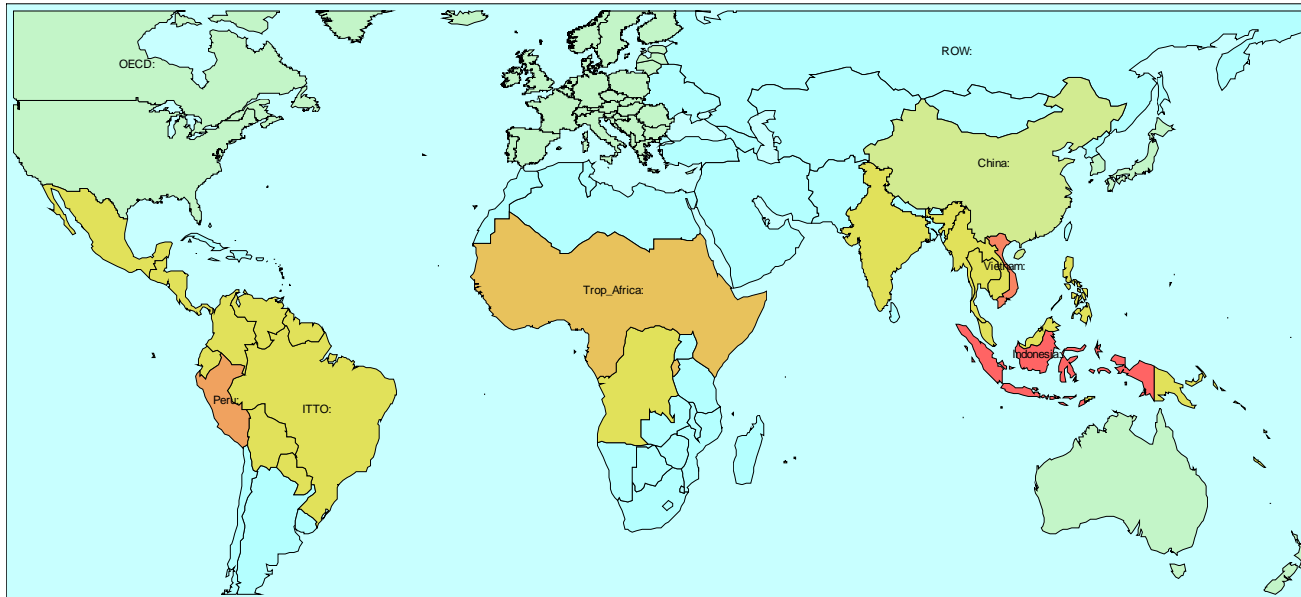 OECD:
ROW:
China:
Vietnam:
Trop_Africa:
Indonesia:
Peru:
ITTO: